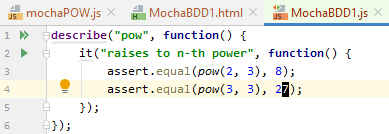 mochaPOW.js MochaBDD1.html MochaBDD1.js
1 describe("pow", function() {
2 it("raises to n-th power", function() {
3 assert.equal(pow(2, 3), 8);
4 assert.equal(pow(3, 3), 27);
5 });
6 });